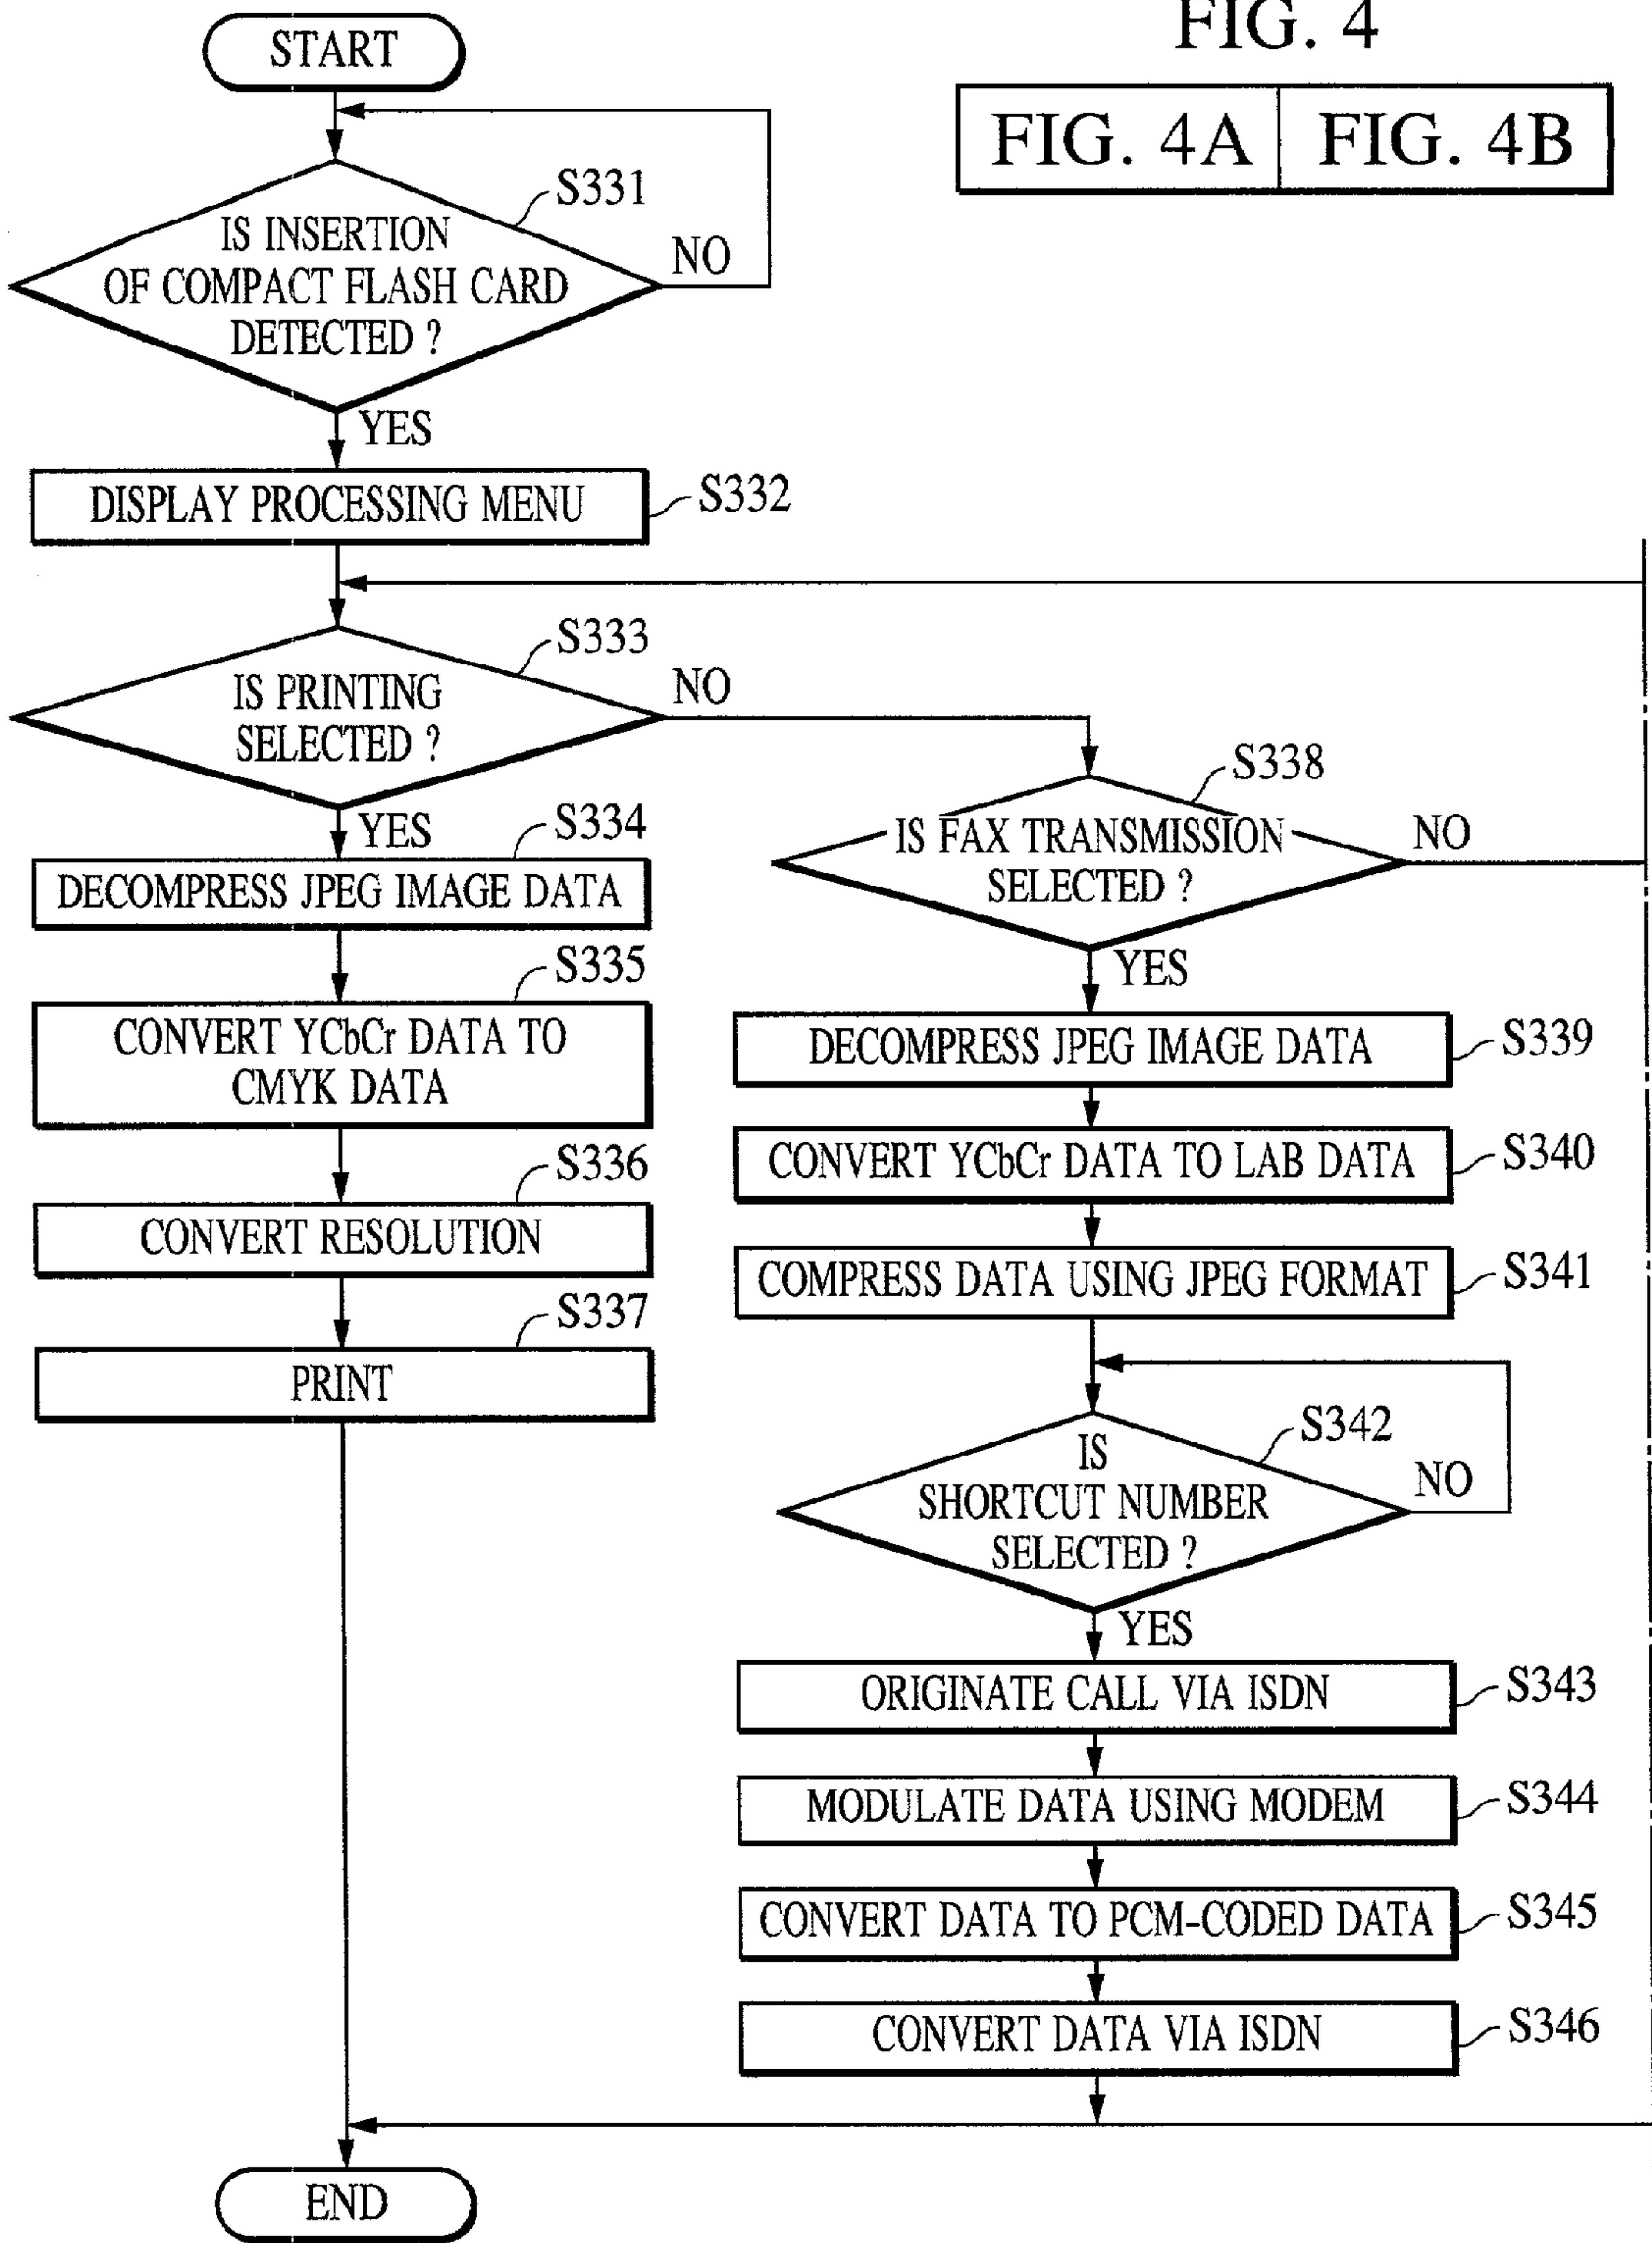 FIG. 4
FIG. 4A FIG. 4B
START
S331
IS INSERTION
OF COMPACT FLASH CARD
DETECTED ?
NO
YES
DISPLAY PROCESSING MENU
S332
S333
IS PRINTING
SELECTED ?
NO
YES
S334
DECOMPRESS JPEG IMAGE DATA
S335
CONVERT YCbCr DATA TO
CMYK DATA
S336
CONVERT RESOLUTION
S337
PRINT
S338
IS FAX TRANSMISSION
SELECTED ?
NO
YES
DECOMPRESS JPEG IMAGE DATA
S339
CONVERT YCbCr DATA TO LAB DATA
S340
COMPRESS DATA USING JPEG FORMAT
S341
S342
IS
SHORTCUT NUMBER
SELECTED ?
NO
YES
ORIGINATE CALL VIA ISDN
S343
MODULATE DATA USING MODEM
S344
CONVERT DATA TO PCM-CODED DATA
S345
CONVERT DATA VIA ISDN
S346
END